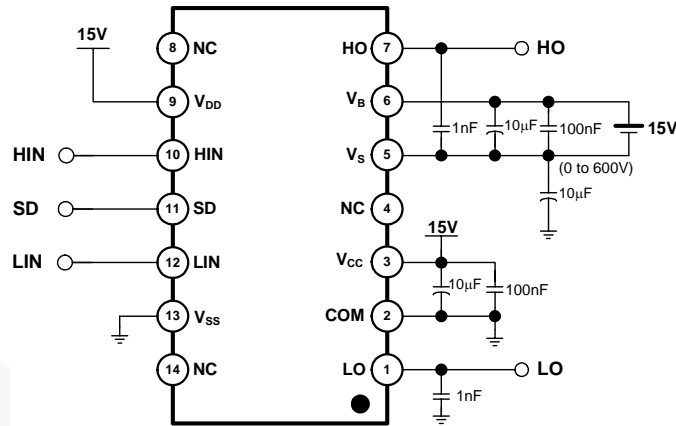 15V
8 NC
9 VDD
HIN 10 HIN
SD 11 SD
LIN 12 LIN
13 VSS
14 NC
HO 7 HO
VB 6
1nF 10μF 100nF 15V
VS 5
(0 to 600V)
10μF
NC 4
15V
VCC 3
10μF 100nF
COM 2
LO 1 LO
1nF